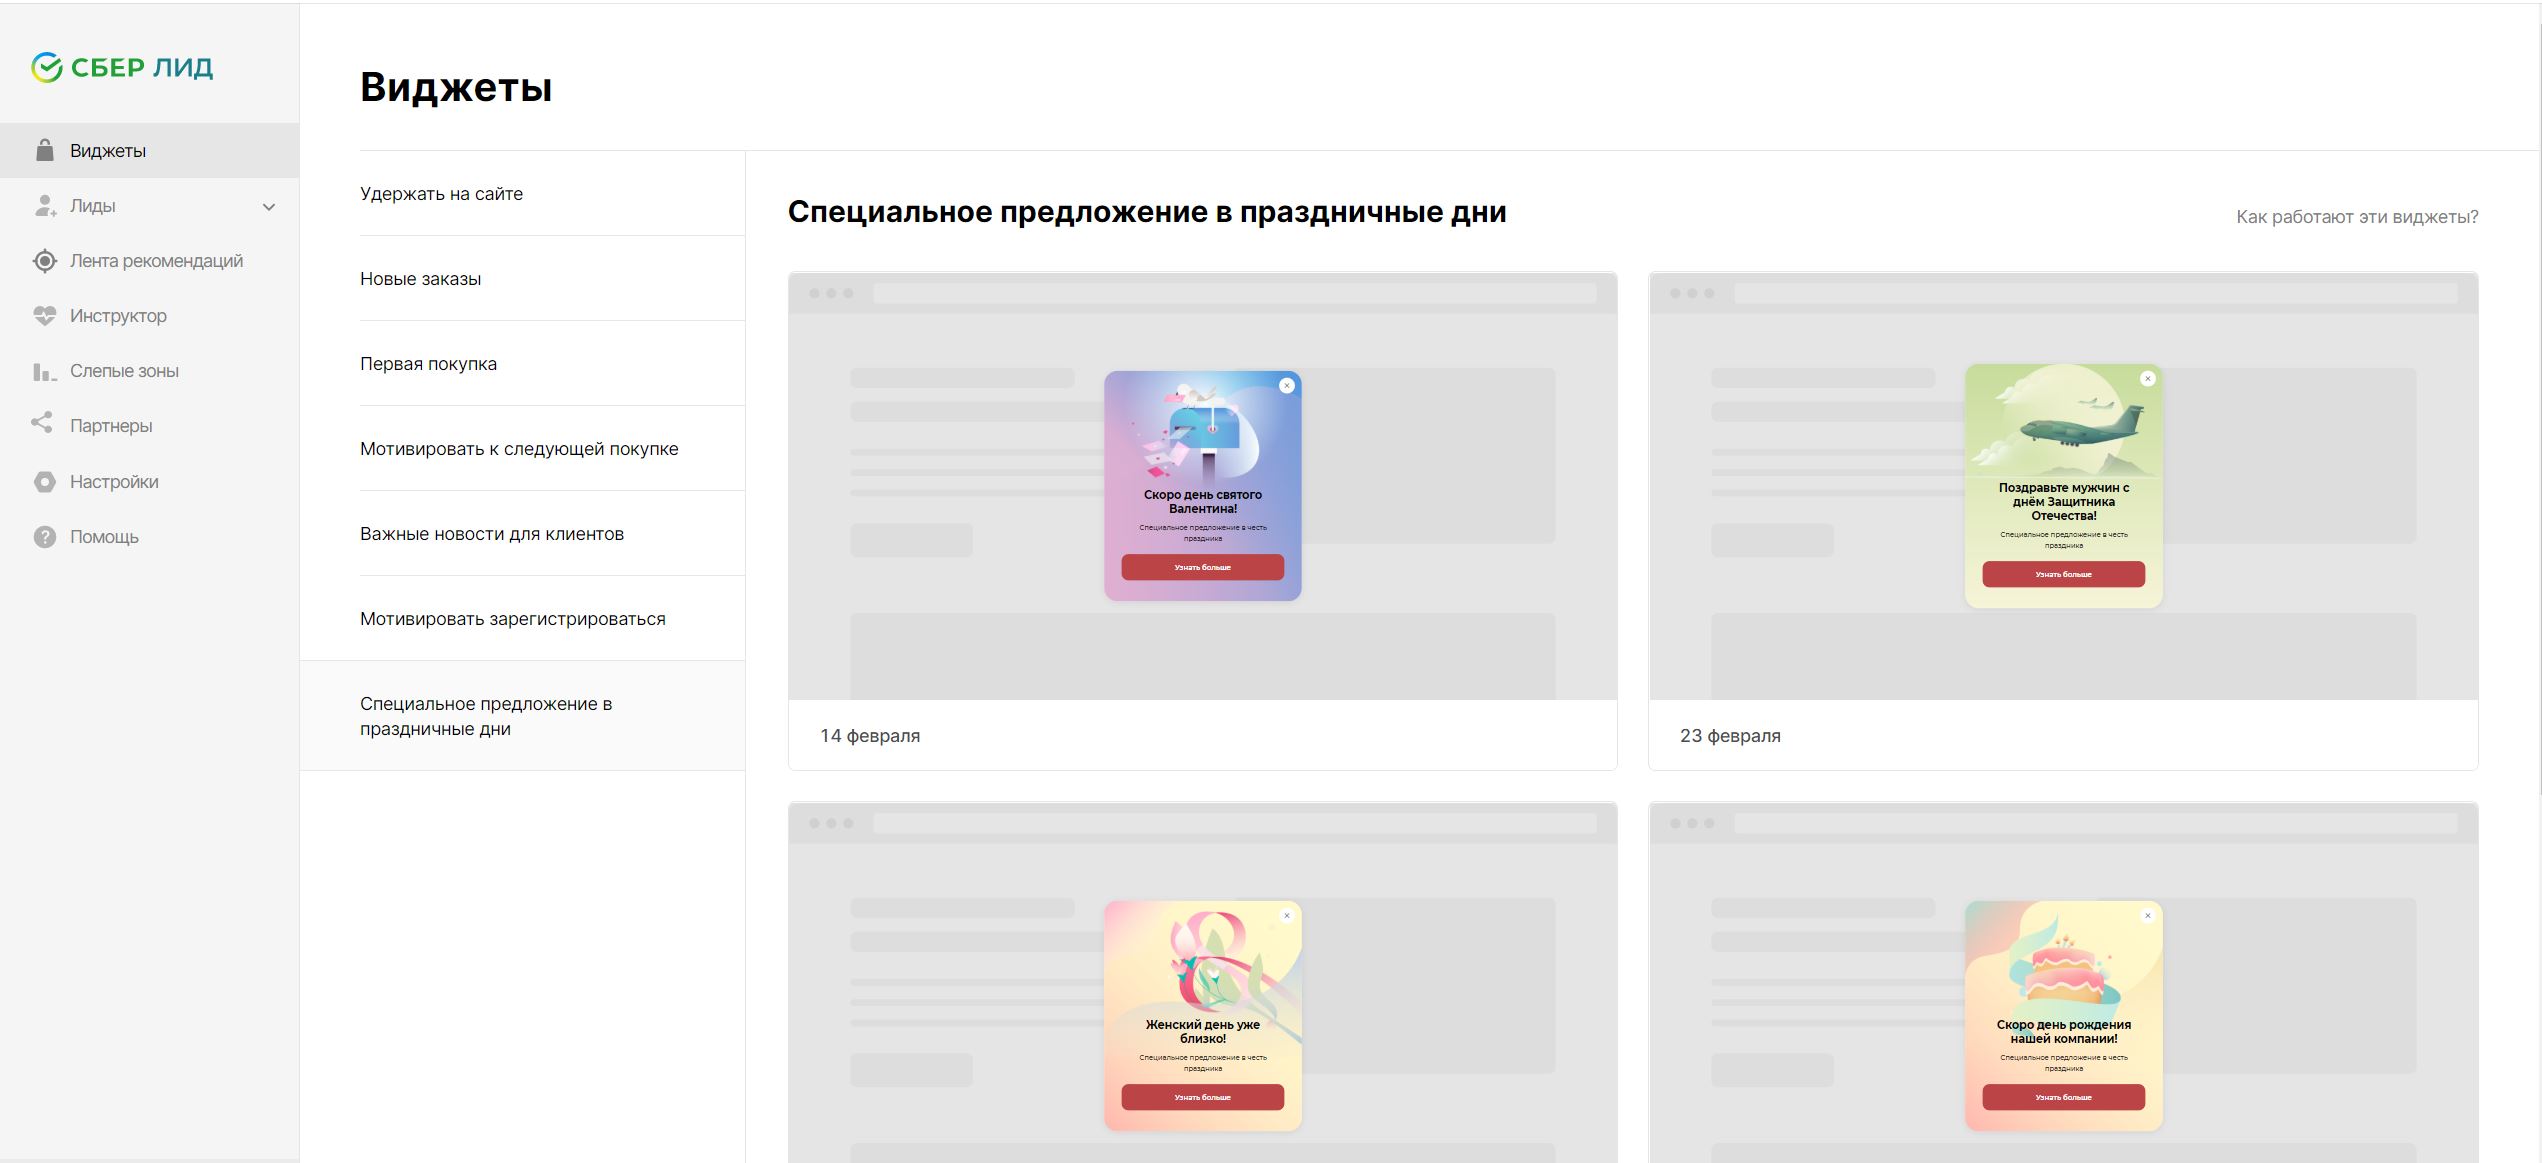 СБЕР ЛИД
Виджеты
Лиды
Лента рекомендаций
Инструктор
Слепые зоны
Партнеры
Настройки
Помощь
Виджеты
Удержать на сайте
Новые заказы
Первая покупка
Мотивировать к следующей покупке
Важные новости для клиентов
Мотивировать зарегистрироваться
Специальное предложение в
праздничные дни
Специальное предложение в праздничные дни
Как работают эти виджеты?
Скоро день святого
Валентина!
Специальное предложение в честь
праздника
Узнать больше
14 февраля
Поздравьте мужчин с
днём Защитника
Отечества!
Специальное предложение в честь
праздника
Узнать больше
23 февраля
Женский день уже
близко!
Специальное предложение в честь
праздника
Узнать больше
Скоро день рождения
нашей компании!
Специальное предложение в честь
праздника
Узнать больше